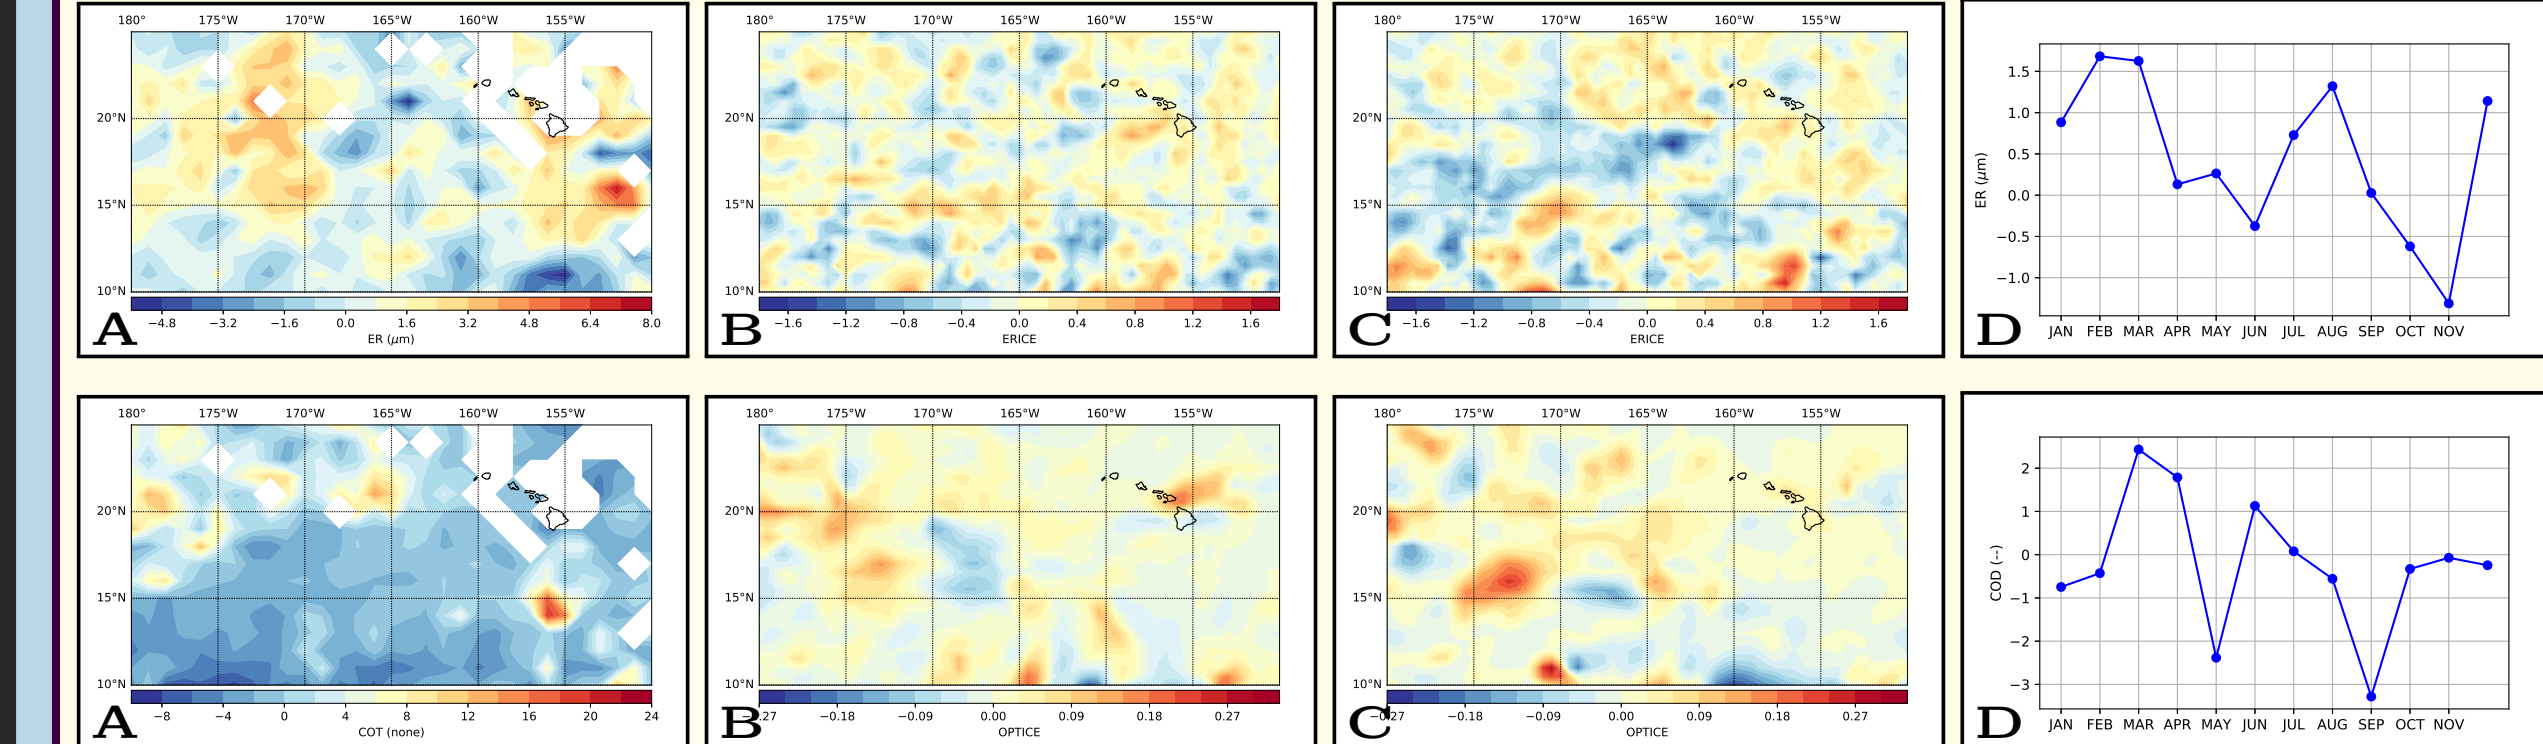 180° 175°W 170°W 165°W 160°W 155°W
20°N
15°N
10°N
−4.8 −3.2 −1.6 0.0 1.6 3.2 4.8 6.4 8.0
ER (μm)
A
180° 175°W 170°W 165°W 160°W 155°W
20°N
15°N
10°N
−1.6 −1.2 −0.8 −0.4 0.0 0.4 0.8 1.2 1.6
ERICE
B
180° 175°W 170°W 165°W 160°W 155°W
20°N
15°N
10°N
−1.6 −1.2 −0.8 −0.4 0.0 0.4 0.8 1.2 1.6
ERICE
C
ER (μm)
1.5
1.0
0.5
0.0
−0.5
−1.0
JAN FEB MAR APR MAY JUN JUL AUG SEP OCT NOV
D
180° 175°W 170°W 165°W 160°W 155°W
20°N
15°N
10°N
−8 −4 0 4 8 12 16 20 24
COT (none)
A
180° 175°W 170°W 165°W 160°W 155°W
20°N
15°N
10°N
−0.18 −0.09 0.00 0.09 0.18 0.27
OPTICE
B
180° 175°W 170°W 165°W 160°W 155°W
20°N
15°N
10°N
−0.18 −0.09 0.00 0.09 0.18 0.27
OPTICE
C
COD (--)
2
1
0
−1
−2
−3
JAN FEB MAR APR MAY JUN JUL AUG SEP OCT NOV
D